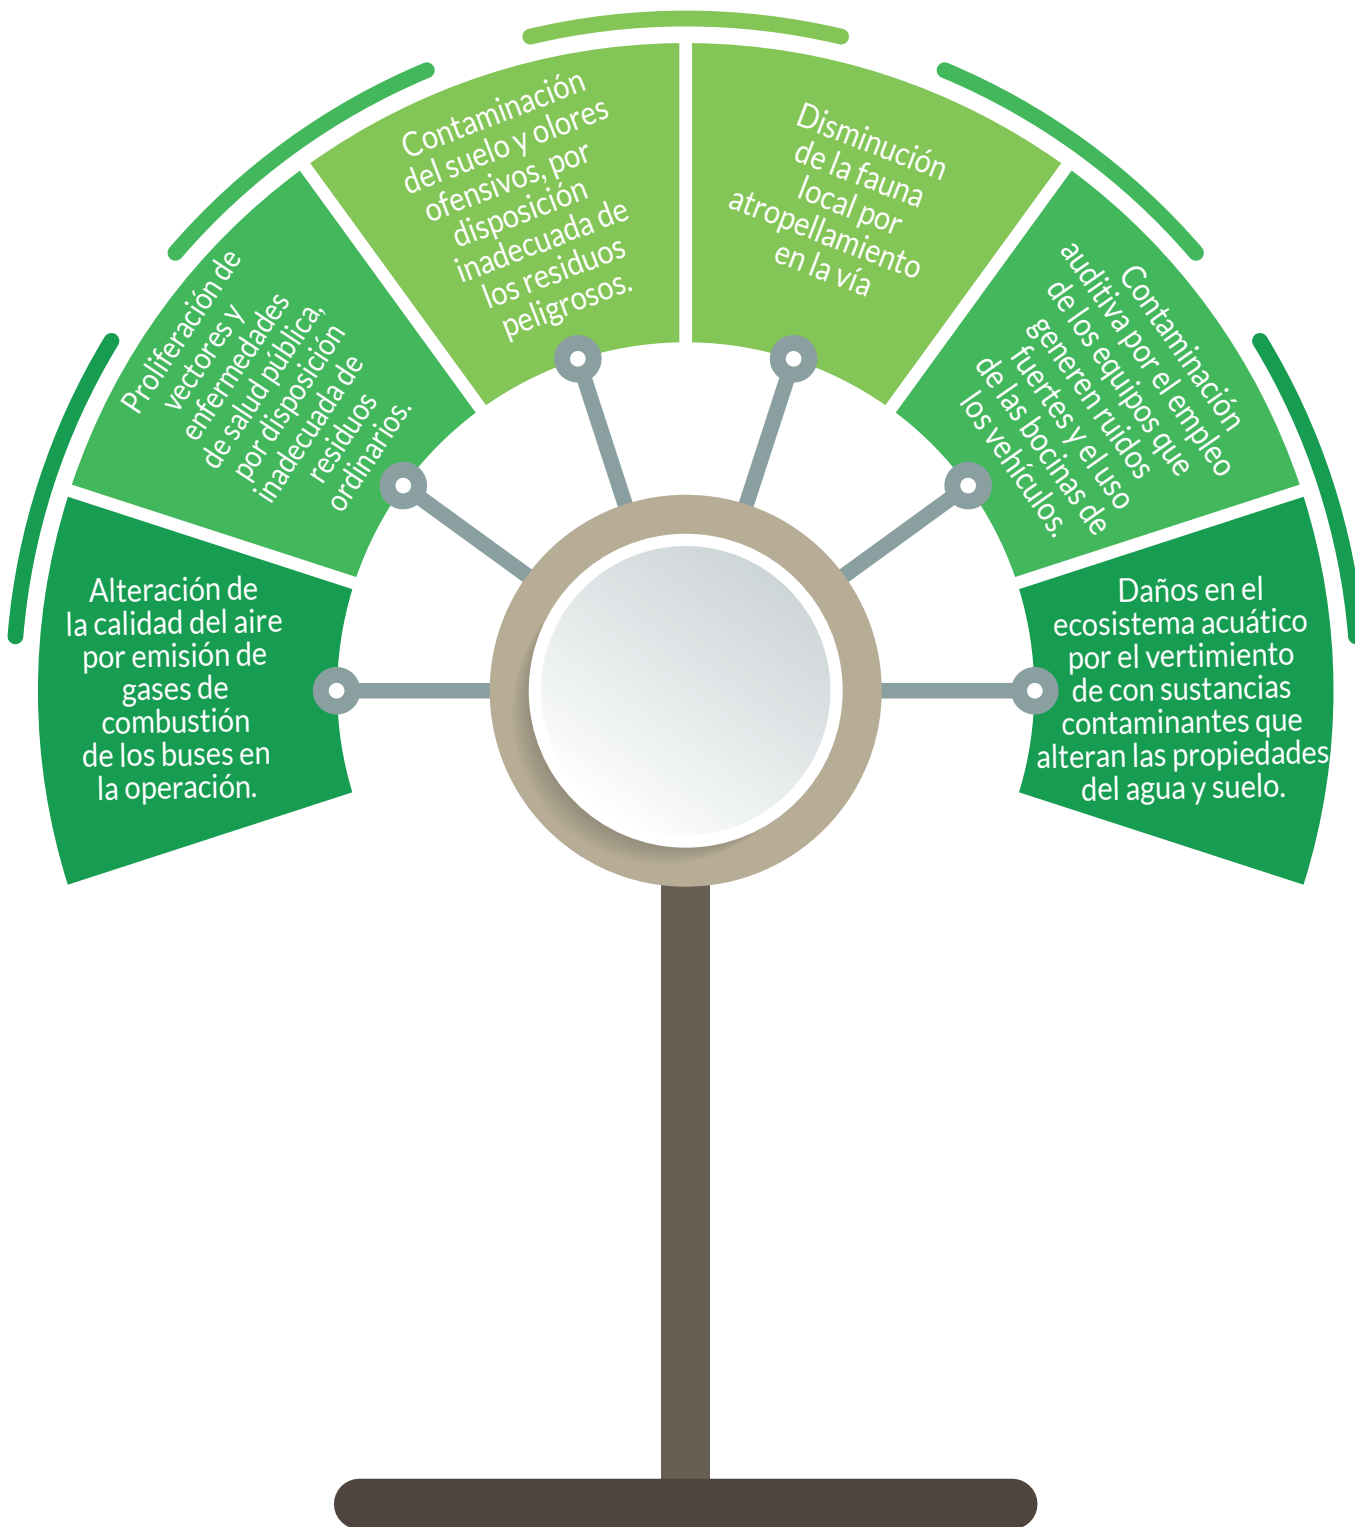 Alteración de
la calidad del aire
por emisión de
gases de
combustión
de los buses en
la operación.
Proliferación de
vectores y
enfermedades
de salud pública,
por disposición
inadecuada de
residuos
ordinarios.
Contaminación
del suelo y olores
ofensivos, por
disposición
inadecuada de
los residuos
peligrosos.
Disminución
de la fauna
local por
atropellamiento
en la vía
Contaminación
auditiva por el empleo
de los equipos que
generen ruidos
fuertes y el uso
de las bocinas de
los vehículos.
Daños en el
ecosistema acuático
por el vertimiento
de con sustancias
contaminantes que
alteran las propiedades
del agua y suelo.